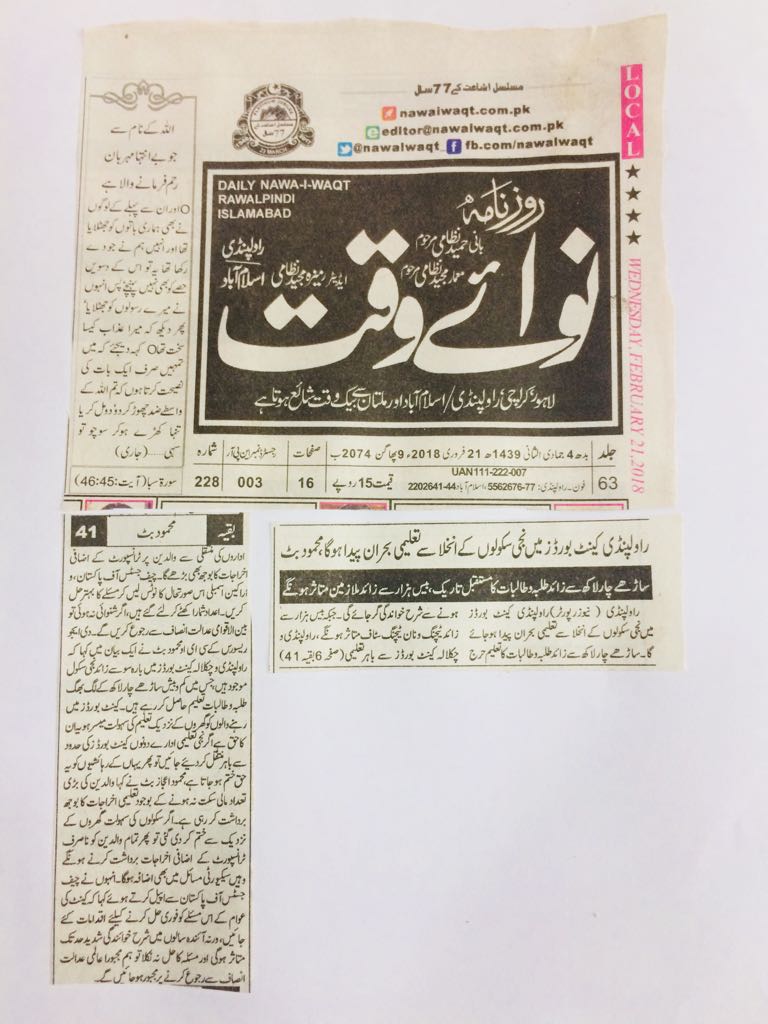 مسلسل اشاعت کے 77 سال
nawaiwaqt.com.pk
editor@nawaiwaqt.com.pk
@nawaiwaqt_ fb.com/nawaiwaqt
LOCAL
WEDNESDAY, FEBRUARY 21, 2018
DAILY NAWA-I-WAQT
RAWALPINDI
ISLAMABAD
روزنامہ
نوائے وقت
بانی حمید نظامی مرحوم
معمار مجید نظامی مرحوم
ایڈیٹر رمیزہ مجید نظامی
راولپنڈی
اسلام آباد
لاہور، کراچی، راولپنڈی/اسلام آباد اور ملتان سے بیک وقت شائع ہوتا ہے
اللہ کے نام سے
جو بے انتہا مہربان
رحم فرمانے والا ہے
O اور ان سے پہلے کے لوگوں
نے بھی ہماری باتوں کو جھٹلایا
تھا اور انہیں ہم نے جو دے
رکھا تھا یہ تو اس کے دسویں
حصے کو بھی نہیں پہنچے پس انہوں
نے میرے رسولوں کو جھٹلایا'
پھر دیکھ کہ میرا عذاب کیسا
سخت تھا O کہہ دیجئے کہ میں
تمہیں صرف ایک بات کی
نصیحت کرتا ہوں کہ تم اللہ کے
واسطے ضد چھوڑ کر دو دو مل کر یا
تنہا کھڑے ہو کر سوچو تو
سہی.....(جاری)
سورۃ سبا (آیت: 46:45)
جلد 63
بدھ 4 جمادی الثانی 1439ھ 21 فروری 2018ء 9 پھاگن 2074 ب
UAN111-222-007
فون۔ راولپنڈی: 77-5562676، اسلام آباد 44-2202641
صفحات 16
قیمت 15 روپے
رجسٹرڈ نمبر این پی آر 003
شمارہ 228
راولپنڈی کینٹ بورڈز میں نجی سکولوں کے انخلا سے تعلیمی بحران پیدا ہوگا، محمود بٹ
ساڑھے چار لاکھ سے زائد طلبہ و طالبات کا مستقبل تاریک، بیس ہزار سے زائد ملازمین متاثر ہونگے
راولپنڈی (نیوز رپورٹر) راولپنڈی کینٹ بورڈز
میں نجی سکولوں کے انخلا سے تعلیمی بحران پیدا ہو جائے
گا۔ ساڑھے چار لاکھ سے زائد طلبہ و طالبات کا تعلیم حرج
ہونے سے شرح خواندگی گر جائے گی۔ جبکہ بیس ہزار سے
زائد ٹیچنگ و نان ٹیچنگ سٹاف متاثر ہونگے، راولپنڈی و
چکلالہ کینٹ بورڈز سے باہر تعلیمی (صفحہ 6 بقیہ 41)
بقیہ محمود بٹ 41
اداروں کی منتقلی سے والدین پر ٹرانسپورٹ کے اضافی
اخراجات کا بوجھ بھی بڑھے گا۔ چیف جسٹس آف پاکستان، و
اراکین اسمبلی اس صورتحال کا نوٹس لیں کر مسئلے کا بہتر حل
کریں۔ اعداد و شمار اکٹھے کر لئے گئے ہیں، اگر شنوائی نہ ہوئی تو
بین الاقوامی عدالت انصاف سے رجوع کریں گے۔ دی ایجو
ریسورس کے سی ای او محمود بٹ نے ایک بیان میں کہا کہ
راولپنڈی و چکلالہ کینٹ بورڈز میں بارہ سو سے زائد نجی سکول
موجود ہیں، جس میں کم و بیش ساڑھے چار لاکھ کے لگ بھگ
طلبہ و طالبات تعلیم حاصل کر رہے ہیں۔ کینٹ بورڈز میں
رہنے والوں کو گھروں کے نزدیک تعلیم کی سہولت میسر ہو یہ ان
کا حق ہے اگر نجی تعلیمی ادارے دونوں کینٹ بورڈز کی حدود
سے باہر منتقل کر دیئے جائیں تو پھر یہاں کے رہائشیوں کو یہ
حق ختم ہو جاتا ہے، محمود اعجاز بٹ نے کہا والدین کی بڑی
تعداد مالی سکت نہ ہونے کے باوجود تعلیمی اخراجات کا بوجھ
برداشت کر رہی ہے۔ اگر سکولوں کی سہولت گھروں کے
نزدیک سے ختم کر دی گئی تو پھر تمام والدین کو نا صرف
ٹرانسپورٹ کے اضافی اخراجات برداشت کرنے ہونگے
وہیں سیکیورٹی مسائل میں بھی اضافہ ہوگا۔ انہوں نے چیف
جسٹس آف پاکستان سے اپیل کرتے ہوئے کہا کہ کینٹ کی
عوام کے اس مسئلے کو فوری حل کرنے کیلئے اقدامات کئے
جائیں، ورنہ آئندہ سالوں میں شرح خواندگی شدید حد تک
متاثر ہوگی اور مسئلہ کا حل نہ نکلا تو ہم مجبوراً عالمی عدالت
انصاف سے رجوع کرنے پر مجبور ہو جائیں گے۔